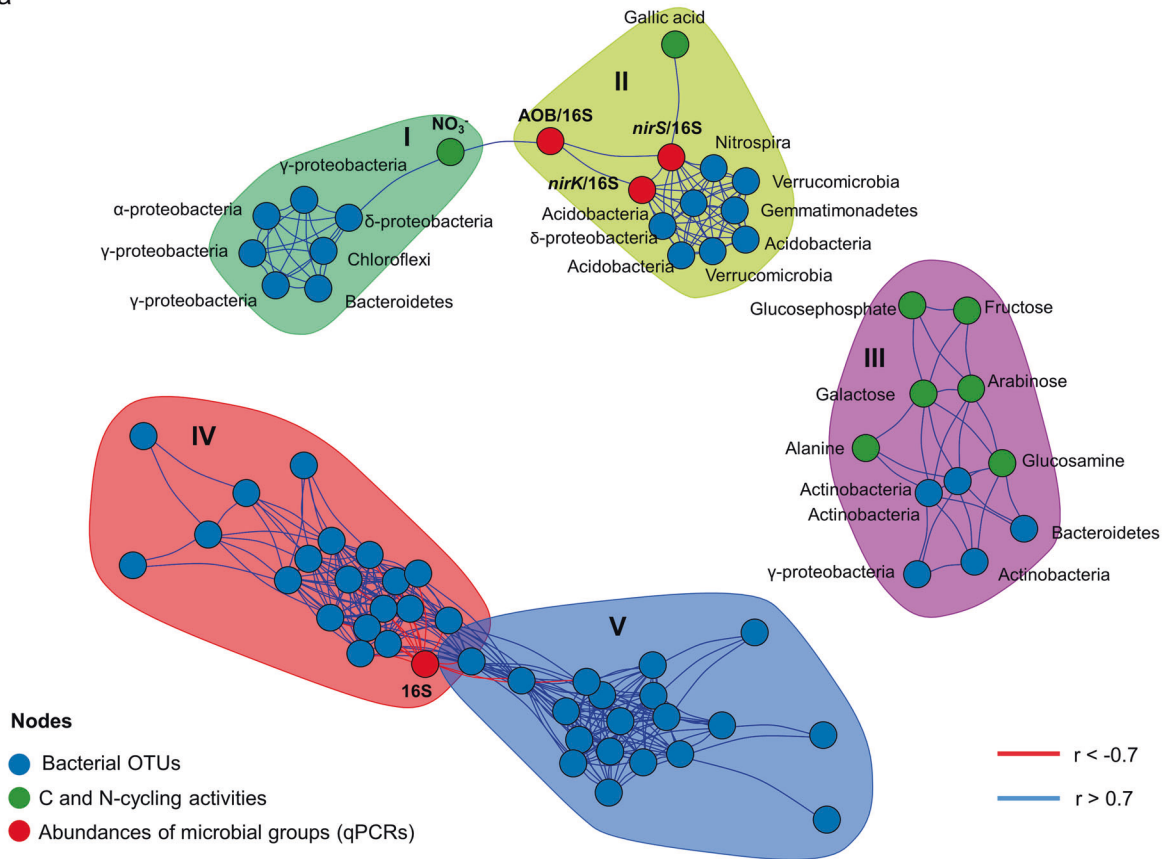 a
Gallic acid
II
I
NO₃⁻
AOB/16S
nirS/16S
Nitrospira
γ-proteobacteria
nirK/16S
Verrucomicrobia
α-proteobacteria
δ-proteobacteria
Acidobacteria
Gemmatimonadetes
γ-proteobacteria
Chloroflexi
δ-proteobacteria
Acidobacteria
Acidobacteria
Verrucomicrobia
γ-proteobacteria
Bacteroidetes
Glucosephosphate
Fructose
III
Galactose
Arabinose
Alanine
Glucosamine
Actinobacteria
Actinobacteria
Bacteroidetes
γ-proteobacteria
Actinobacteria
IV
V
16S
Nodes
Bacterial OTUs
C and N-cycling activities
Abundances of microbial groups (qPCRs)
r < -0.7
r > 0.7